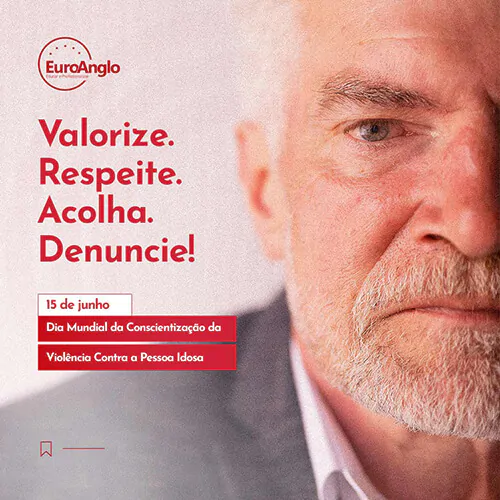 EuroAnglo
Valorize.
Respeite.
Acolha.
Denuncie!
15 de junho
Dia Mundial da Conscientização da
Violência Contra a Pessoa Idosa